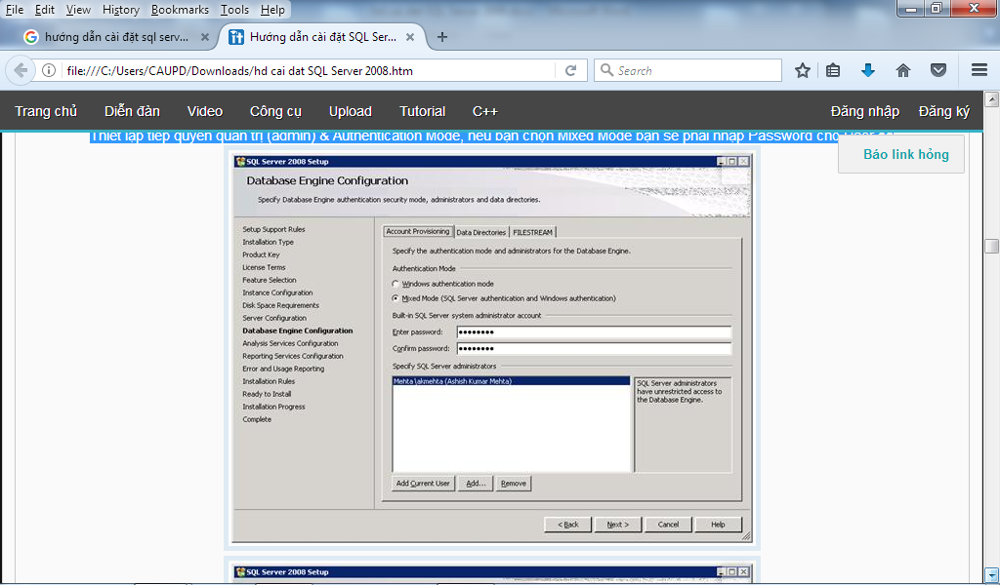 File Edit View History Bookmarks Tools Help
hướng dẫn cài đặt sql serv... × Hướng dẫn cài đặt SQL Ser... × +
file:///C:/Users/CAUPD/Downloads/hd cai dat SQL Server 2008.htm Search
Trang chủ Diễn đàn Video Công cụ Upload Tutorial C++ Đăng nhập Đăng ký
Thiết lập tiếp quyền quản trị (admin) & Authentication Mode, nếu bạn chọn Mixed Mode bạn sẽ phải nhập Password cho
Báo link hỏng
SQL Server 2008 Setup
Database Engine Configuration
Specify Database Engine authentication security mode, administrators and data directories.
Setup Support Rules
Installation Type
Product Key
License Terms
Feature Selection
Instance Configuration
Disk Space Requirements
Server Configuration
Database Engine Configuration
Analysis Services Configuration
Reporting Services Configuration
Error and Usage Reporting
Installation Rules
Ready to Install
Installation Progress
Complete
Account Provisioning Data Directories FILESTREAM
Specify the authentication mode and administrators for the Database Engine.
Authentication Mode
Windows authentication mode
Mixed Mode (SQL Server authentication and Windows authentication)
Built-in SQL Server system administrator account
Enter password: ●●●●●●●●
Confirm password: ●●●●●●●●
Specify SQL Server administrators
Mehta\akmehta (Ashish Kumar Mehta)
SQL Server administrators
have unrestricted access to
the Database Engine.
Add Current User Add... Remove
< Back Next > Cancel Help
SQL Server 2008 Setup